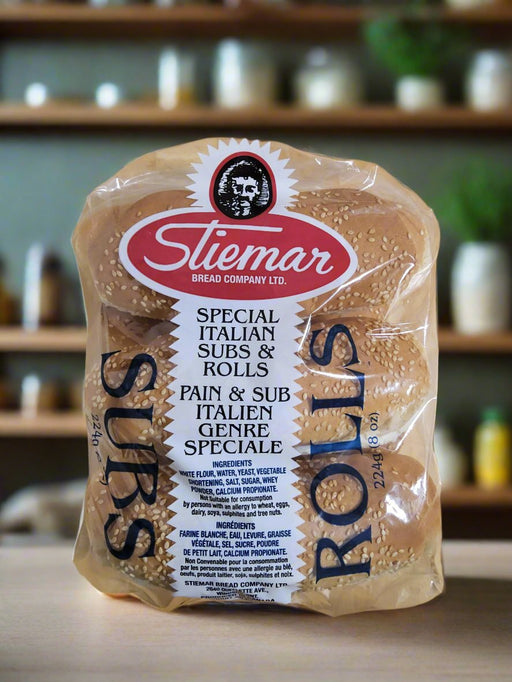 Stiemar
BREAD COMPANY LTD.
SPECIAL
ITALIAN
SUBS &
ROLLS
PAIN & SUB
ITALIEN
GENRE
SPECIALE
INGREDIENTS
WHITE FLOUR, WATER, YEAST, VEGETABLE
SHORTENING, SALT, SUGAR, WHEY
POWDER, CALCIUM PROPIONATE.
Not Suitable for consumption
by persons with an allergy to wheat, eggs,
dairy, soya, sulphites and tree nuts.
INGRÉDIENTS
FARINE BLANCHE, EAU, LEVURE, GRAISSE
VÉGÉTALE, SEL, SUCRE, POUDRE
DE PETIT LAIT, CALCIUM PROPIONATE.
Non Convenable pour la consommation
par les personnes avec une allergie au blé,
oeufs, produit laitier, soja, sulphites et noix.
STIEMAR BREAD COMPANY LTD.
2640 OUELLETTE AVE.,
SUBS
224g
ROLLS
224g (8 oz)